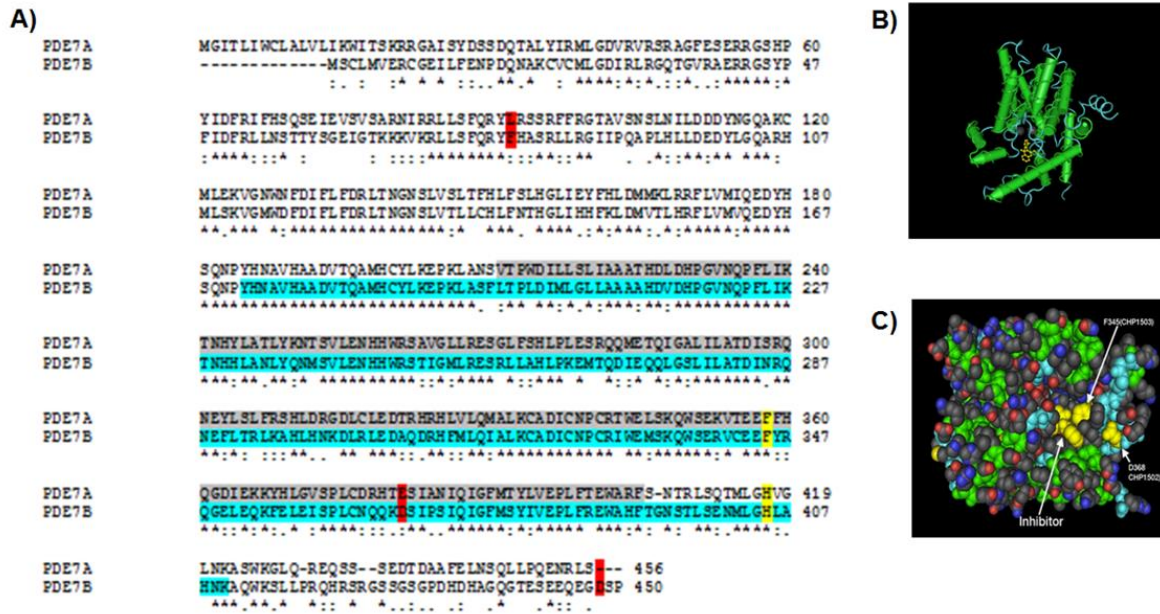 A)
PDE7A MGITLIWCLALVLIKWITSKRRGAISYDSSDQTALYIRMLGDVRVRSRAGFESERRGSHP 60
PDE7B -------------MSCLMVERCGEILFENPDQNAKCVCMLGDIRLRGQTGVRAERRGSYP 47
PDE7A YIDFRIFHSQSEIEVSVSARNIRRLLSFQRYLRSSRFFRGTAVSNSLNILDDDYNGQAKC 120
PDE7B FIDFRLLNSTTYSGEIGTKKKVKRLLSFQRYFHASRLLRGIIPQAPLHLLDEDYLGQARH 107
PDE7A MLEKVGNWNFDIFLFDRLTNGNSLVSLTFHLFSLHGLIEYFHLDMMKLRRFLVMIQEDYH 180
PDE7B MLSKVGMWDFDIFLFDRLTNGNSLVTLLCHLFNTHGLIHHFKLDMVTLHRFLVMVQEDYH 167
PDE7A SQNPYHNAVHAADVTQAMHCYLKEPKLANSVTPWDILLSLIAAATHDLDHPGVNQPFLIK 240
PDE7B SQNPYHNAVHAADVTQAMHCYLKEPKLASFLTPLDIMLGLLAAAAHDVDHPGVNQPFLIK 227
PDE7A TNHYLATLYKNTSVLENHHWRSAVGLLRESGLFSHLPLESRQQMETQIGALILATDISRQ 300
PDE7B TNHHLANLYQNMSVLENHHWRSTIGMLRESRLLAHLPKEMTQDIEQQLGSLILATDINRQ 287
PDE7A NEYLSLFRSHLDRGDLCLEDTRHRHLVLQMALKCADICNPCRTWELSKQWSEKVTEEFFH 360
PDE7B NEFLTRLKAHLHNKDLRLEDAQDRHFMLQIALKCADICNPCRIWEMSKQWSERVCEEFYR 347
PDE7A QGDIEKKYHLGVSPLCDRHTESIANIQIGFMTYLVEPLFTEWARFS-NTRLSQTMLGHVG 419
PDE7B QGELEQKFELEISPLCNQQKDSIPSIQIGFMSYIVEPLFREWAHFTGNSTLSENMLGHLA 407
PDE7A LNKASWKGLQ-REQSS--SEDTDAAFELNSQLLPQENRLS--- 456
PDE7B HNKAQWKSLLPRQHRSRGSSGSGPDHDHAGQGTESEEQEGDSP 450
B)
C)
F345(CHP1503)
D368
CHP1502)
Inhibitor